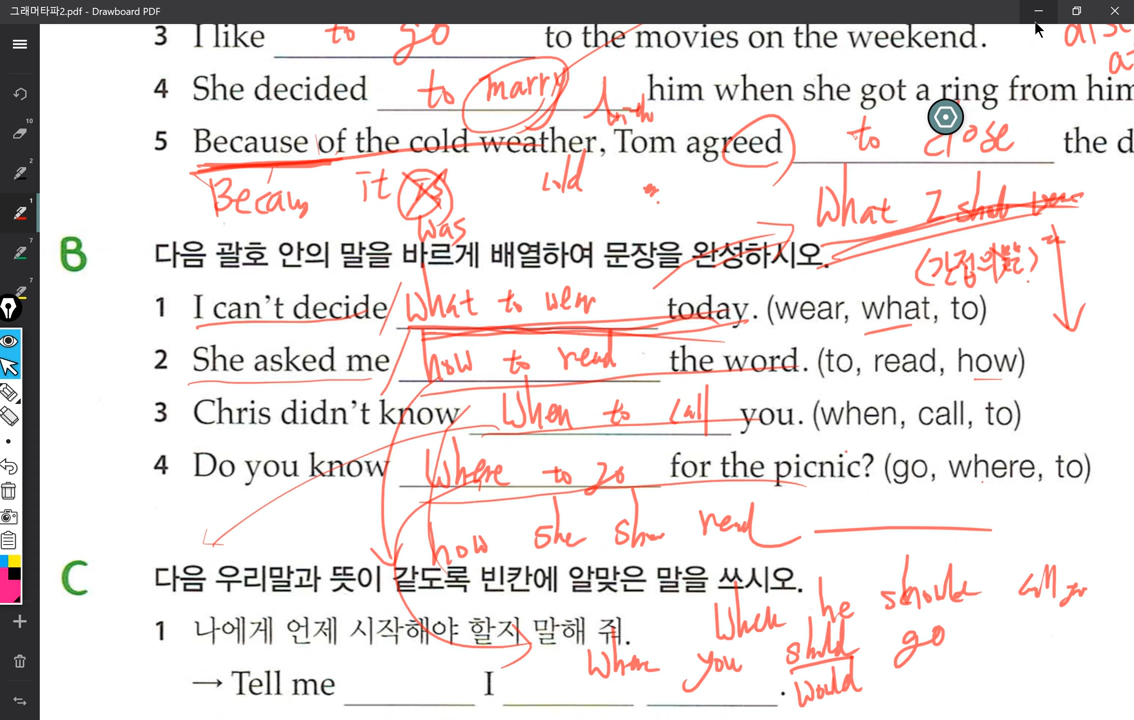 그래머타파2.pdf - Drawboard PDF
3 I like to go to the movies on the weekend.
4 She decided to marry him when she got a ring from him
5 Because of the cold weather, Tom agreed to close the d
it is cold
was
What I
B 다음 괄호 안의 말을 바르게 배열하여 문장을 완성하시오.
(간접의문문)
1 I can't decide What to wear today. (wear, what, to)
2 She asked me how to read the word. (to, read, how)
3 Chris didn't know When to call you. (when, call, to)
4 Do you know Where to go for the picnic? (go, where, to)
how she read
C 다음 우리말과 뜻이 같도록 빈칸에 알맞은 말을 쓰시오.
When he should call you
1 나에게 언제 시작해야 할지 말해 줘.
you should go
→ Tell me I .
would